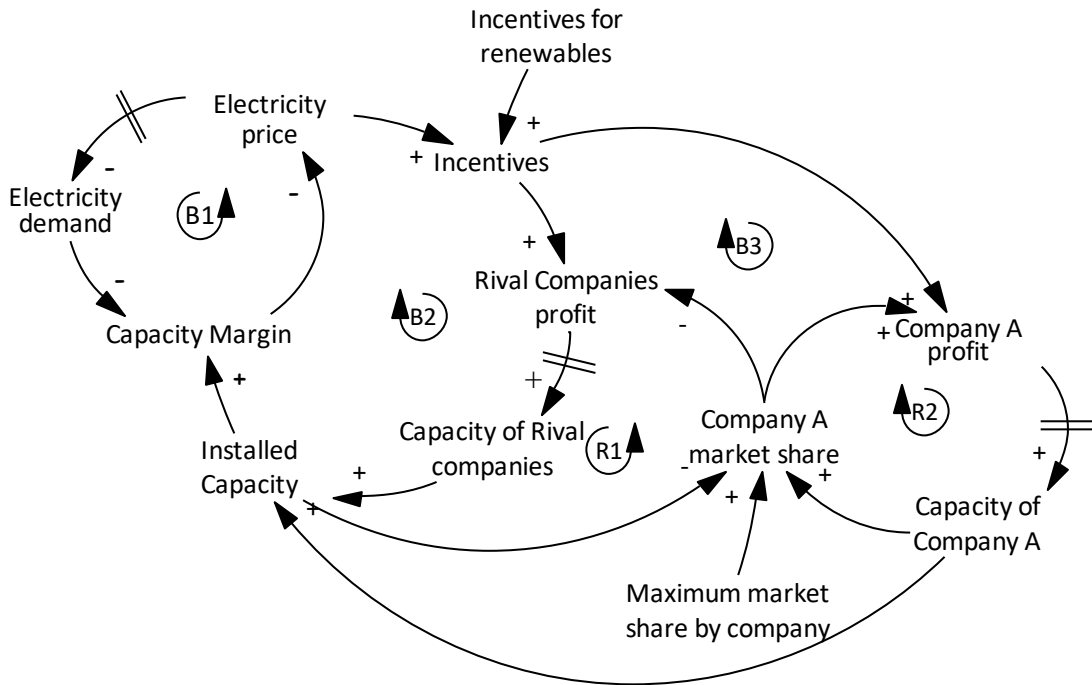 Incentives for
renewables
+
Electricity
price
+
Incentives
-
Electricity
demand
B1
-
+
B3
-
Rival Companies
profit
Capacity Margin
B2
-
+
+
Company A
profit
+
+
R2
Capacity of Rival
companies
R1
Company A
market share
Installed
Capacity
+
+
-
+
+
+
Capacity of
Company A
Maximum market
share by company